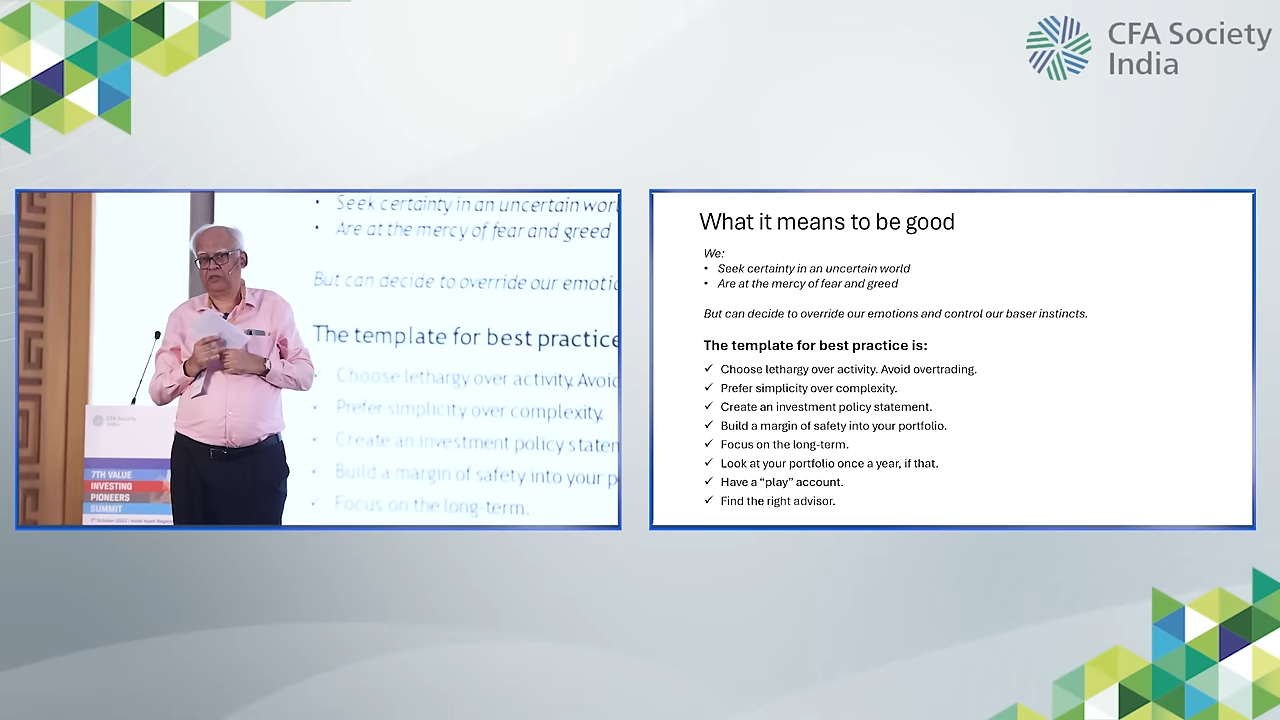 CFA Society
India
Seek certainty in an uncertain worl
Are at the mercy of fear and greed
But can decide to override our emotio
The template for best practice
Choose lethargy over activity. Avoid
Prefer simplicity over complexity.
Create an investment policy statem
Build a margin of safety into your p
Focus on the long-term.
CFA Society
India
7TH VALUE
INVESTING
PIONEERS
SUMMIT
What it means to be good
We:
• Seek certainty in an uncertain world
• Are at the mercy of fear and greed
But can decide to override our emotions and control our baser instincts.
The template for best practice is:
✓ Choose lethargy over activity. Avoid overtrading.
✓ Prefer simplicity over complexity.
✓ Create an investment policy statement.
✓ Build a margin of safety into your portfolio.
✓ Focus on the long-term.
✓ Look at your portfolio once a year, if that.
✓ Have a “play” account.
✓ Find the right advisor.